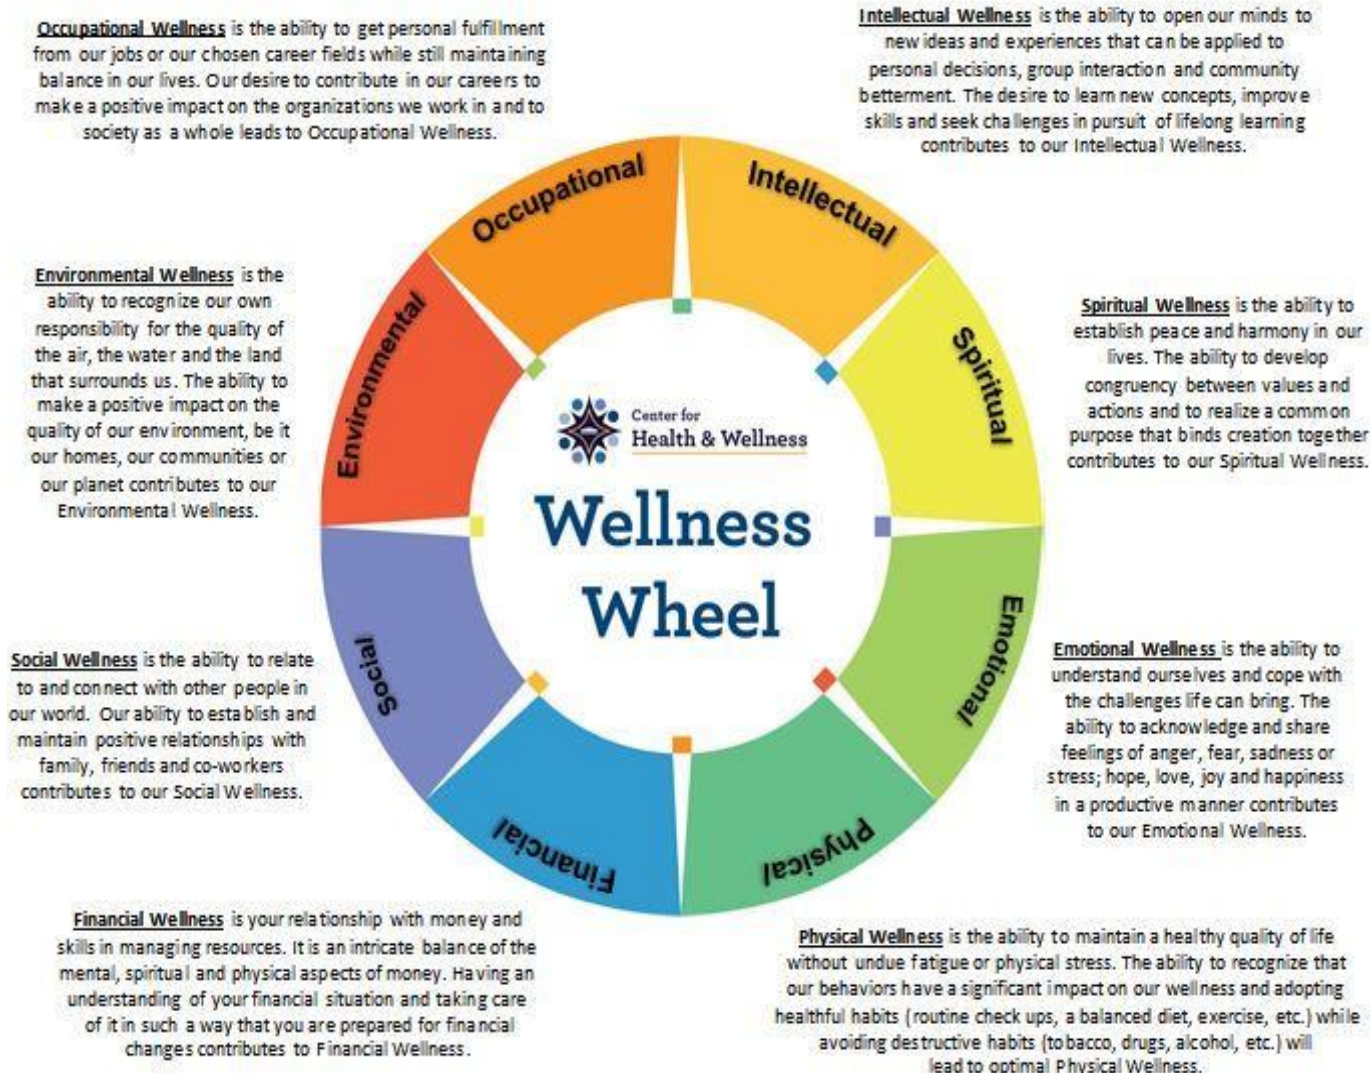 Occupational Wellness is the ability to get personal fulfillment
from our jobs or our chosen career fields while still maintaining
balance in our lives. Our desire to contribute in our careers to
make a positive impact on the organizations we work in and to
society as a whole leads to Occupational Wellness.
Intellectual Wellness is the ability to open our minds to
new ideas and experiences that can be applied to
personal decisions, group interaction and community
betterment. The desire to learn new concepts, improve
skills and seek challenges in pursuit of lifelong learning
contributes to our Intellectual Wellness.
Occupational
Intellectual
Environmental Wellness is the
ability to recognize our own
responsibility for the quality of
the air, the water and the land
that surrounds us. The ability to
make a positive impact on the
quality of our environment, be it
our homes, our communities or
our planet contributes to our
Environmental Wellness.
Environmental
Spiritual
Spiritual Wellness is the ability to
establish peace and harmony in our
lives. The ability to develop
congruency between values and
actions and to realize a common
purpose that binds creation together
contributes to our Spiritual Wellness.
Center for
Health & Wellness
Wellness
Wheel
Social Wellness is the ability to relate
to and connect with other people in
our world. Our ability to establish and
maintain positive relationships with
family, friends and co-workers
contributes to our Social Wellness.
Social
Emotional
Emotional Wellness is the ability to
understand ourselves and cope with
the challenges life can bring. The
ability to acknowledge and share
feelings of anger, fear, sadness or
stress; hope, love, joy and happiness
in a productive manner contributes
to our Emotional Wellness.
Financial
Physical
Financial Wellness is your relationship with money and
skills in managing resources. It is an intricate balance of the
mental, spiritual and physical aspects of money. Having an
understanding of your financial situation and taking care
of it in such a way that you are prepared for financial
changes contributes to Financial Wellness.
Physical Wellness is the ability to maintain a healthy quality of life
without undue fatigue or physical stress. The ability to recognize that
our behaviors have a significant impact on our wellness and adopting
healthful habits (routine check ups, a balanced diet, exercise, etc.) while
avoiding destructive habits (tobacco, drugs, alcohol, etc.) will
lead to optimal Physical Wellness.